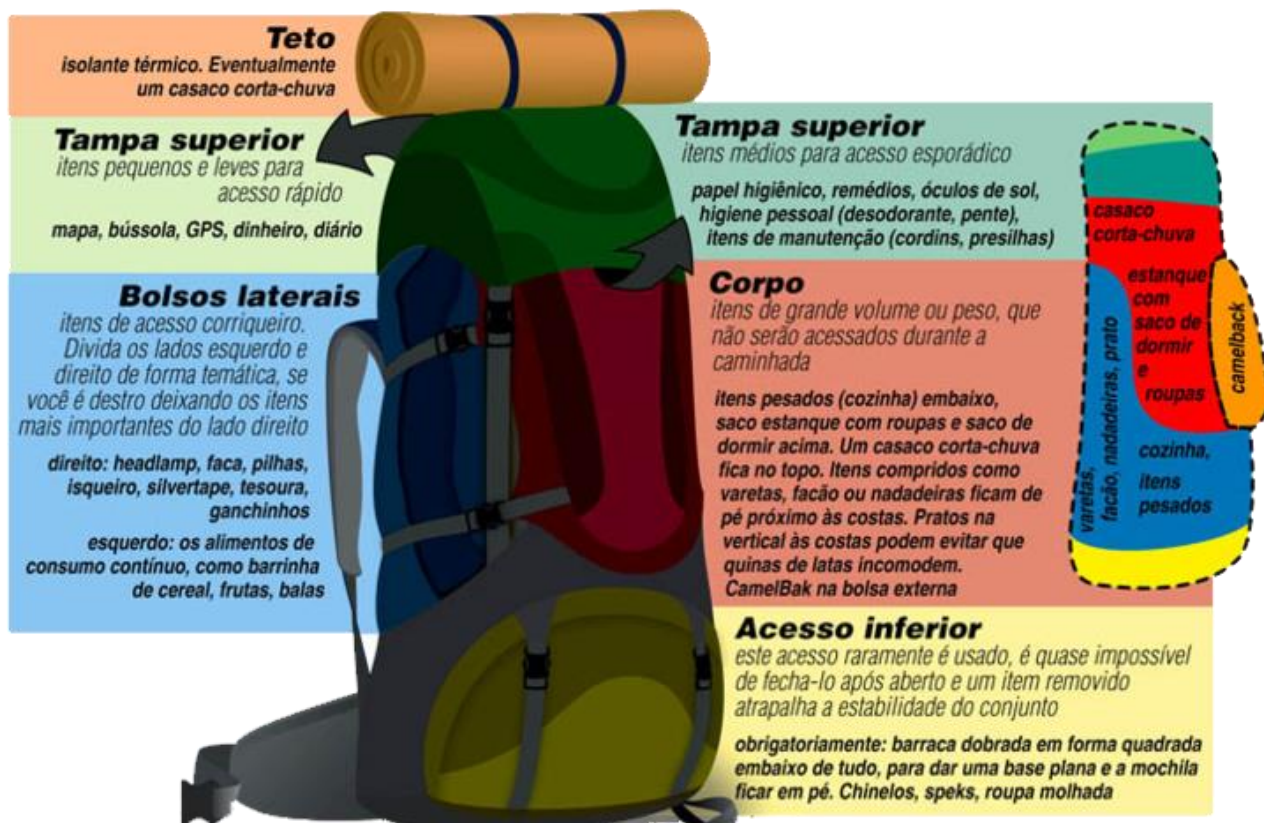 Teto
isolante térmico. Eventualmente
um casaco corta-chuva
Tampa superior
itens pequenos e leves para
acesso rápido
mapa, bússola, GPS, dinheiro, diário
Bolsos laterais
itens de acesso corriqueiro.
Divida os lados esquerdo e
direito de forma temática, se
você é destro deixando os itens
mais importantes do lado direito
direito: headlamp, faca, pilhas,
isqueiro, silvertape, tesoura,
ganchinhos
esquerdo: os alimentos de
consumo contínuo, como barrinha
de cereal, frutas, balas
Tampa superior
itens médios para acesso esporádico
papel higiênico, remédios, óculos de sol,
higiene pessoal (desodorante, pente),
itens de manutenção (cordins, presilhas)
Corpo
itens de grande volume ou peso, que
não serão acessados durante a
caminhada
itens pesados (cozinha) embaixo,
saco estanque com roupas e saco de
dormir acima. Um casaco corta-chuva
fica no topo. Itens compridos como
varetas, facão ou nadadeiras ficam de
pé próximo às costas. Pratos na
vertical às costas podem evitar que
quinas de latas incomodem.
CamelBak na bolsa externa
Acesso inferior
este acesso raramente é usado, é quase impossível
de fecha-lo após aberto e um item removido
atrapalha a estabilidade do conjunto
obrigatoriamente: barraca dobrada em forma quadrada
embaixo de tudo, para dar uma base plana e a mochila
ficar em pé. Chinelos, speks, roupa molhada
casaco
corta-chuva
estanque
com
saco de
dormir
e
roupas
camelback
varetas,
facão, nadadeiras, prato
cozinha,
itens
pesados